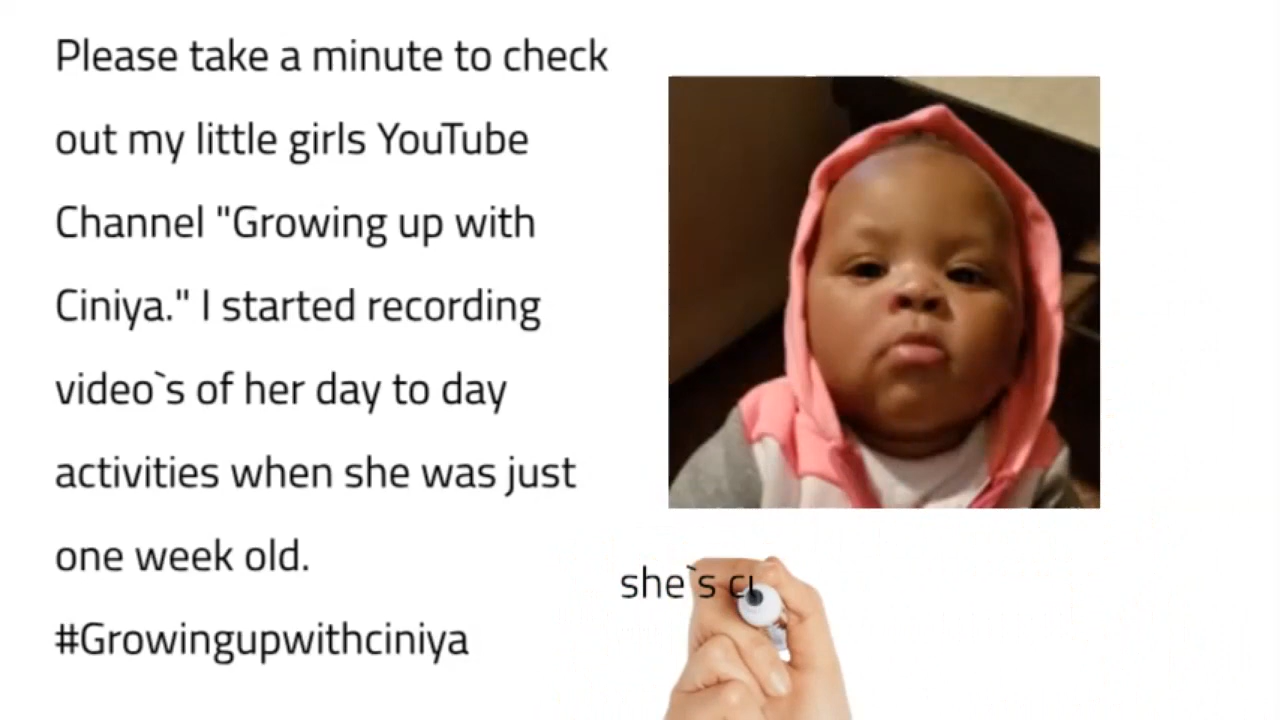 Please take a minute to check
out my little girls YouTube
Channel "Growing up with
Ciniya." I started recording
video`s of her day to day
activities when she was just
one week old.
#Growingupwithciniya
she`s